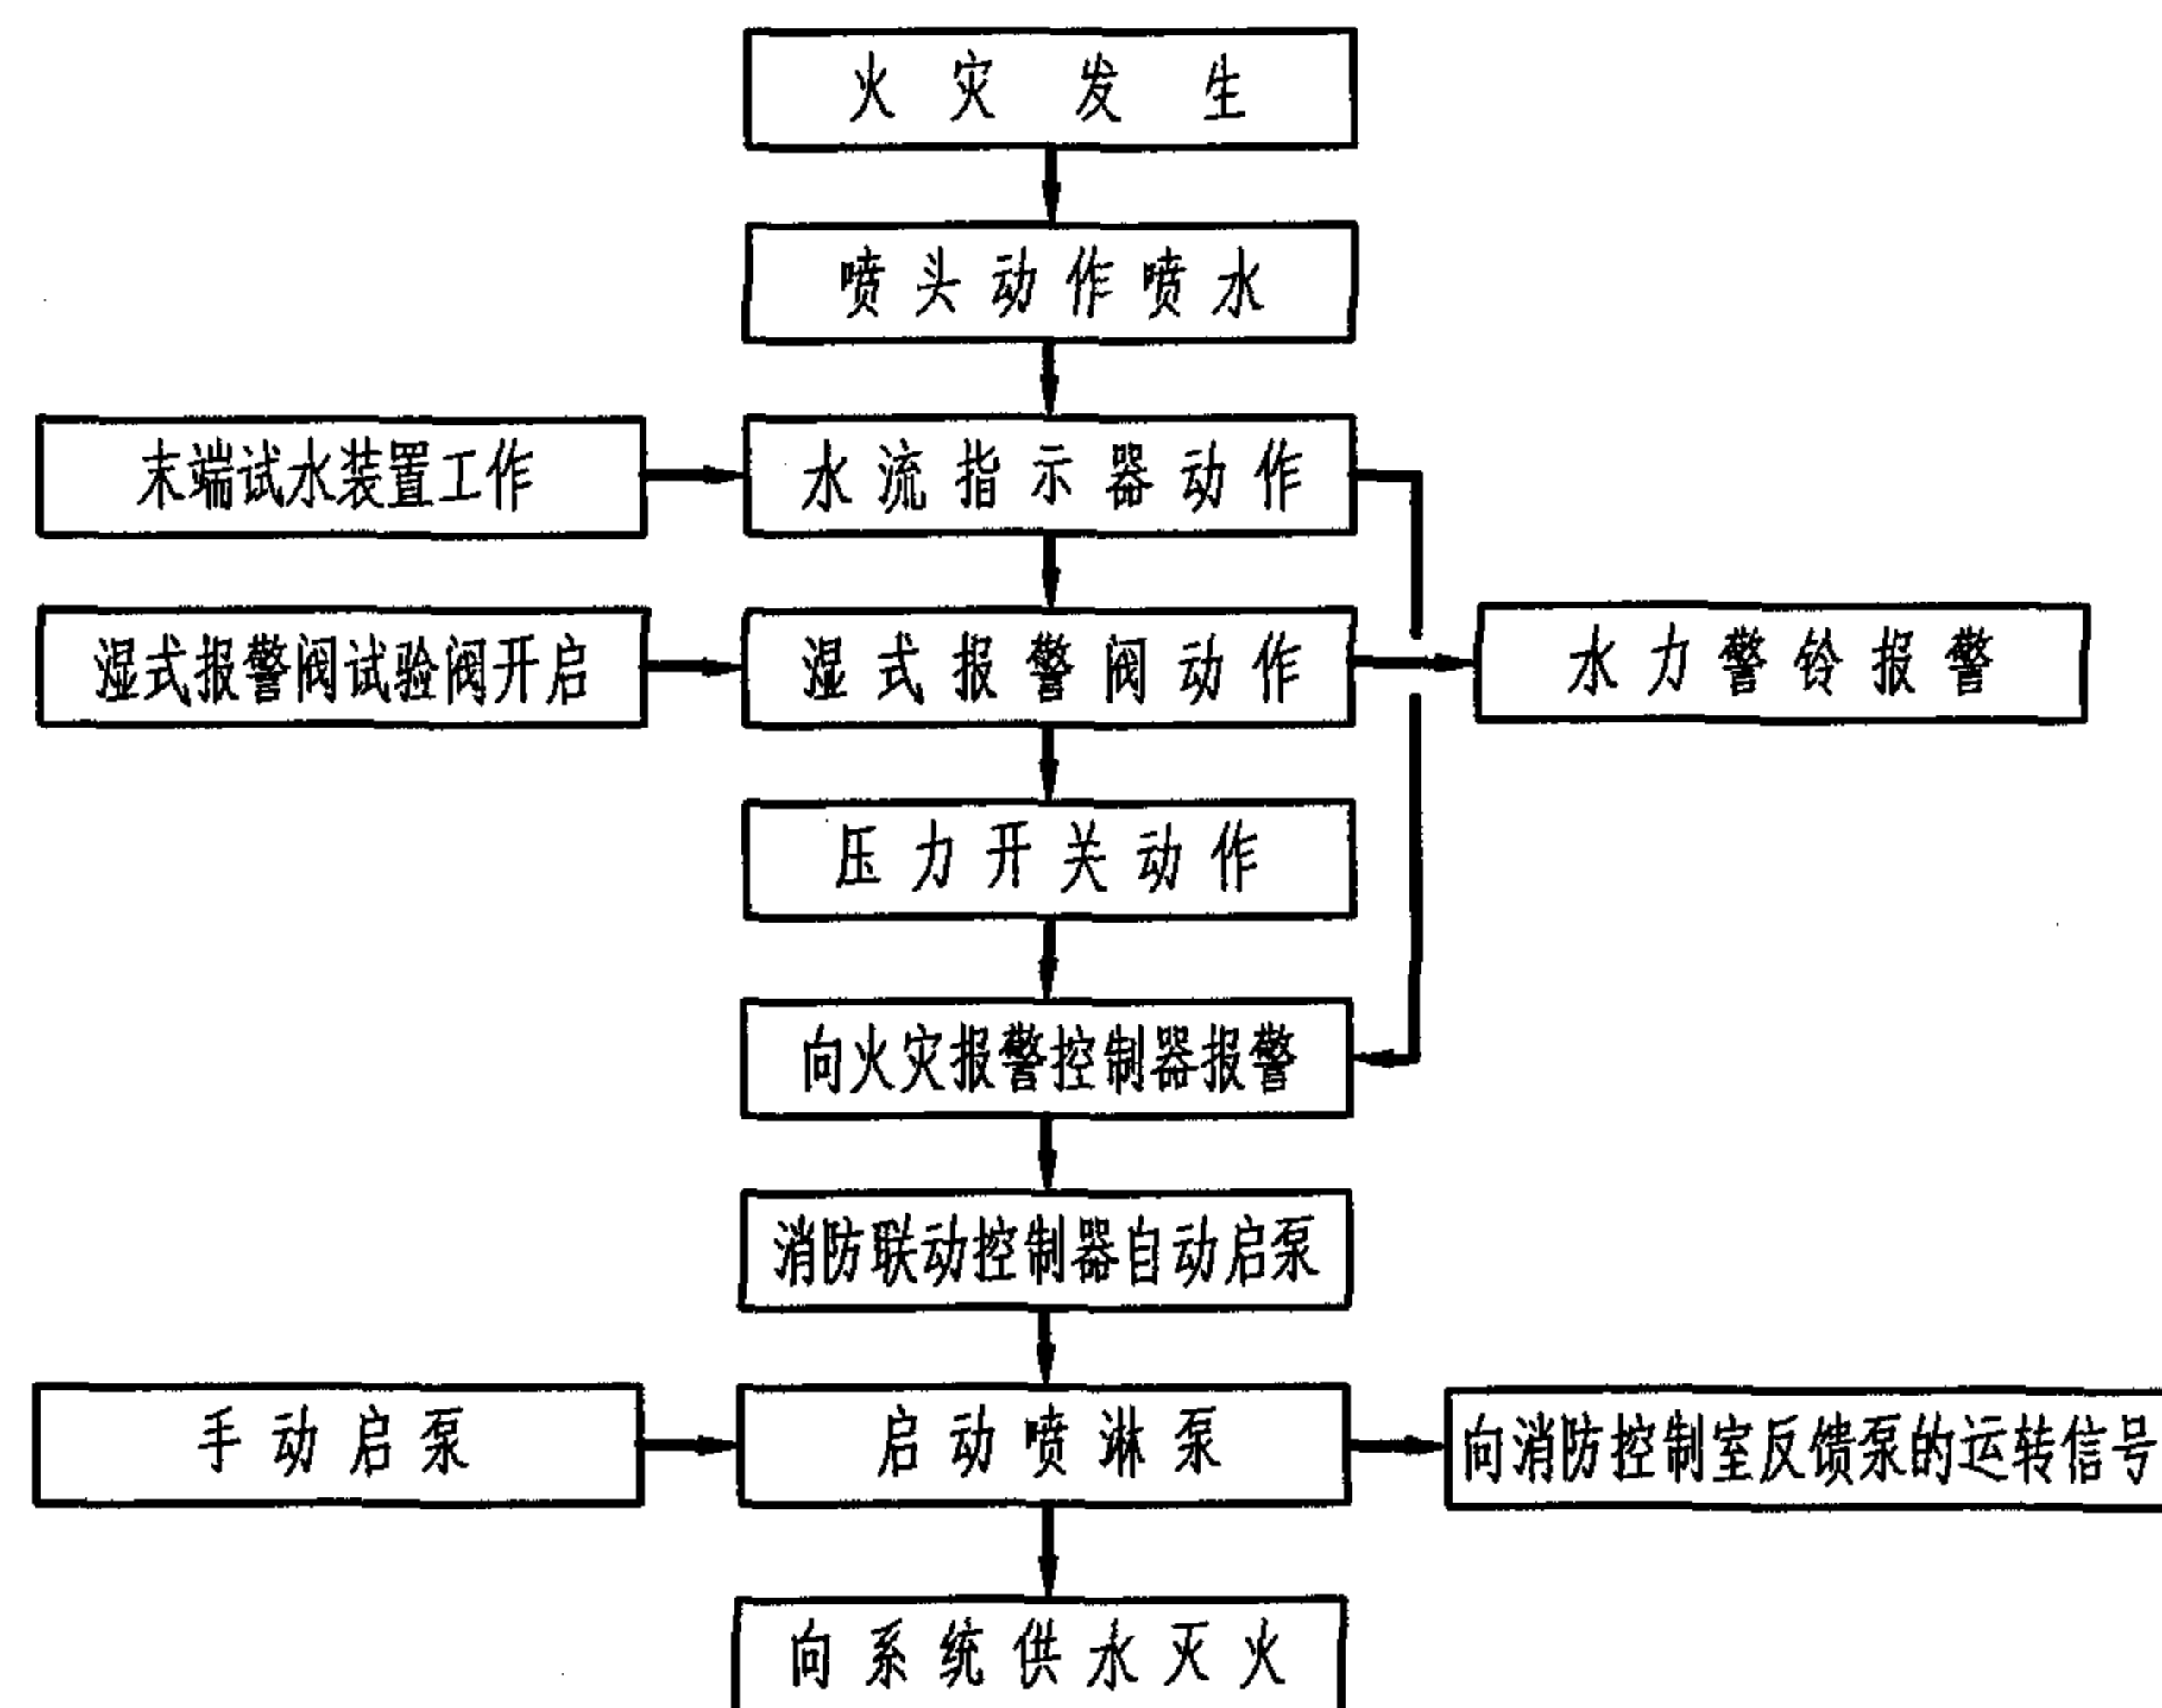 火灾发生
喷头动作喷水
末端试水装置工作
水流指示器动作
湿式报警阀试验阀开启
湿式报警阀动作
水力警铃报警
压力开关动作
向火灾报警控制器报警
消防联动控制器自动启泵
手动启泵
启动喷淋泵
向消防控制室反馈泵的运转信号
向系统供水灭火